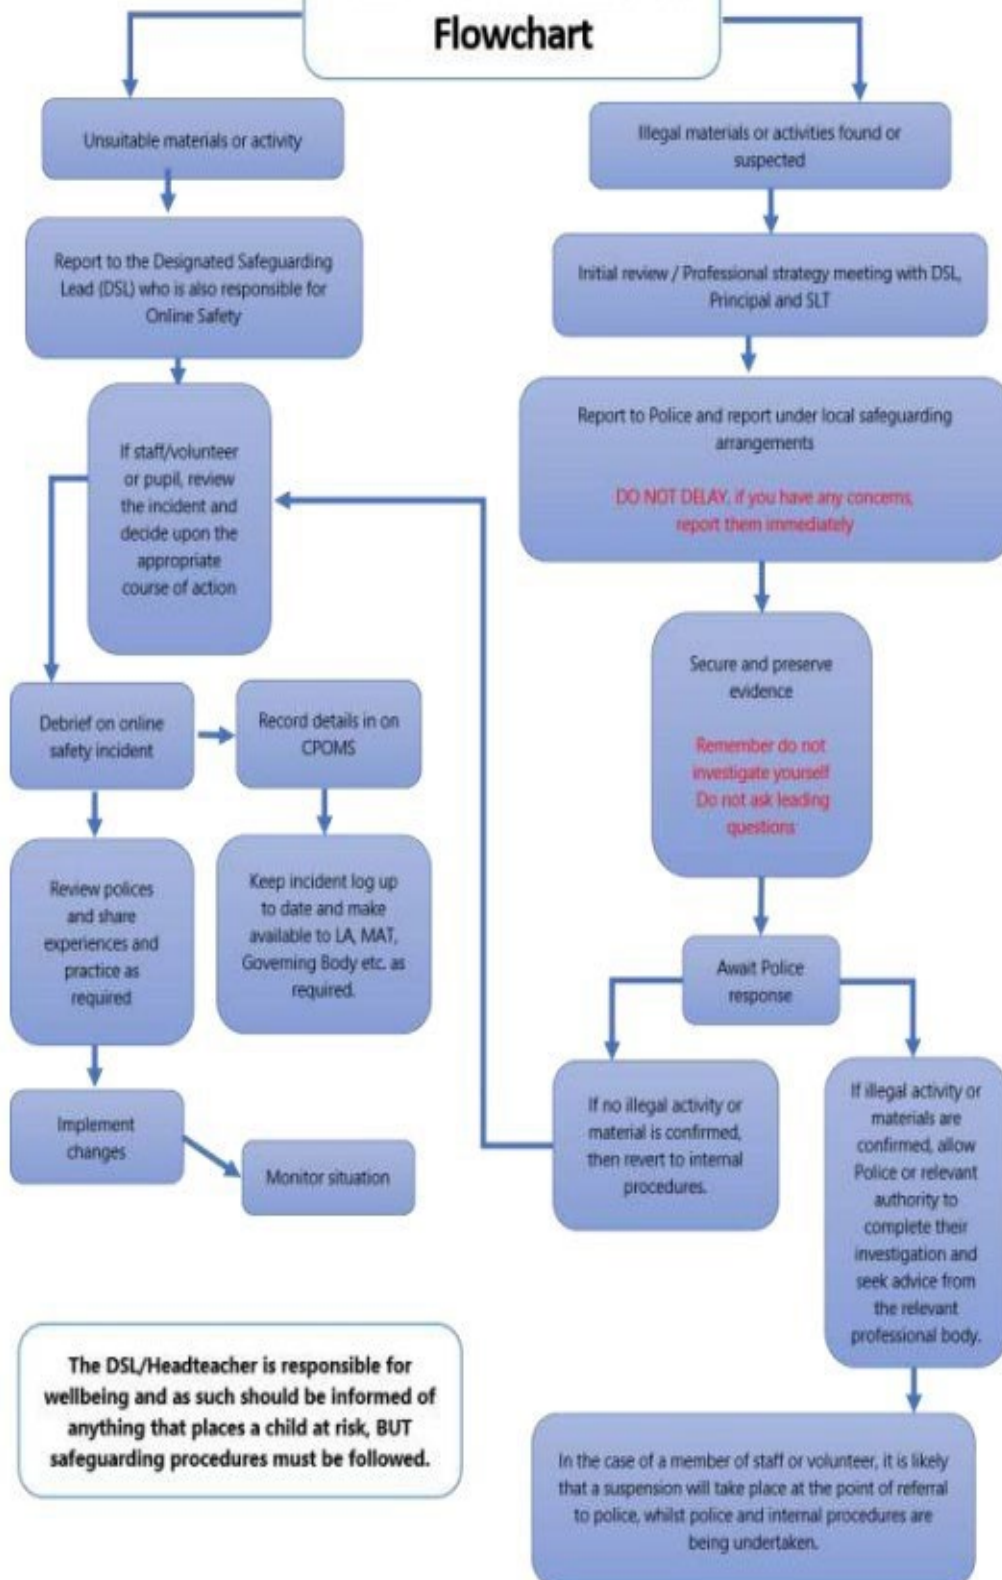 Flowchart
Unsuitable materials or activity
Report to the Designated Safeguarding
Lead (DSL) who is also responsible for
Online Safety
If staff/volunteer
or pupil, review
the incident and
decide upon the
appropriate
course of action
Debrief on online
safety incident
Record details in on
CPOMS
Review polices
and share
experiences and
practice as
required
Keep incident log up
to date and make
available to LA, MAT,
Governing Body etc. as
required.
Implement
changes
Monitor situation
Illegal materials or activities found or
suspected
Initial review / Professional strategy meeting with DSL,
Principal and SLT
Report to Police and report under local safeguarding
arrangements
DO NOT DELAY, if you have any concerns,
report them immediately
Secure and preserve
evidence
Remember do not
investigate yourself
Do not ask leading
questions
Await Police
response
If no illegal activity or
material is confirmed,
then revert to internal
procedures.
If illegal activity or
materials are
confirmed, allow
Police or relevant
authority to
complete their
investigation and
seek advice from
the relevant
professional body.
In the case of a member of staff or volunteer, it is likely
that a suspension will take place at the point of referral
to police, whilst police and internal procedures are
being undertaken.
The DSL/Headteacher is responsible for
wellbeing and as such should be informed of
anything that places a child at risk, BUT
safeguarding procedures must be followed.